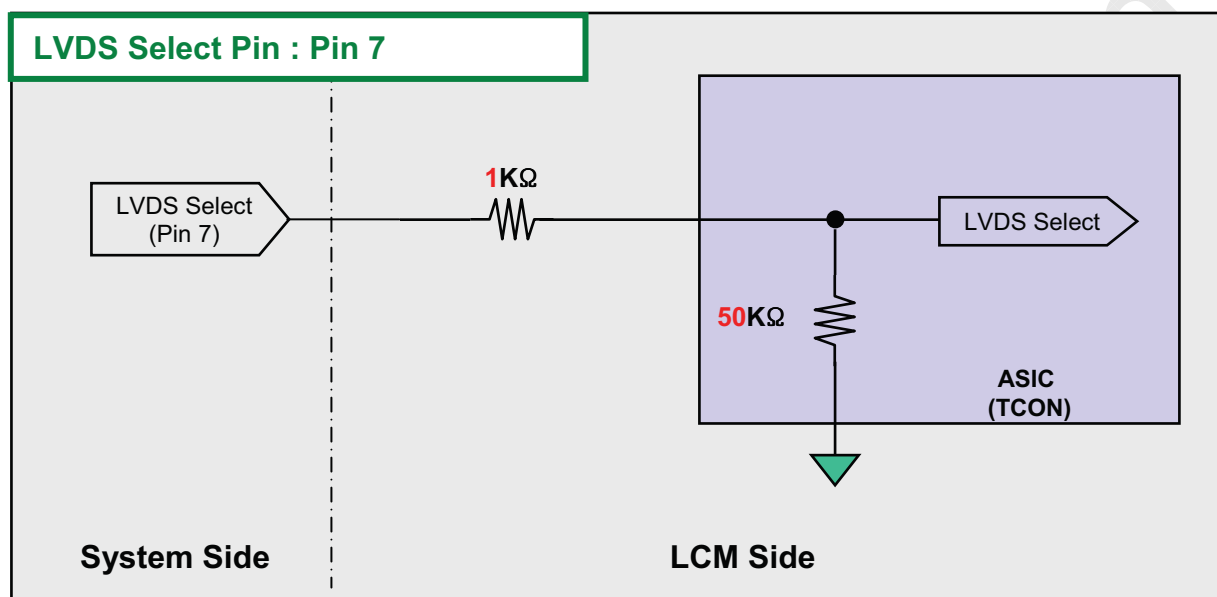 LVDS Select Pin : Pin 7
1KΩ
LVDS Select
(Pin 7)
LVDS Select
50KΩ
ASIC
(TCON)
System Side
LCM Side